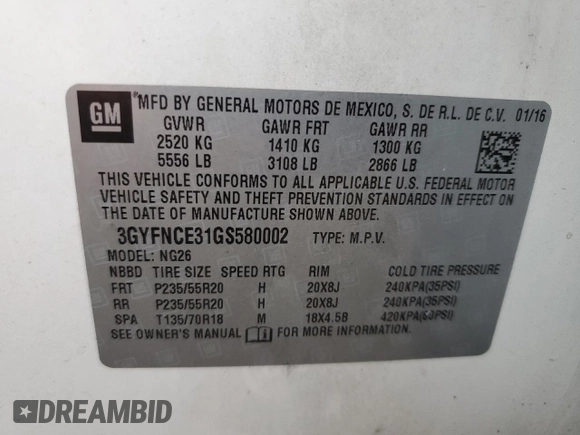 GM
MFD BY GENERAL MOTORS DE MEXICO, S. DE R.L. DE C.V. 01/16
GVWR GAWR FRT GAWR RR
2520 KG 1410 KG 1300 KG
5556 LB 3108 LB 2866 LB
THIS VEHICLE CONFORMS TO ALL APPLICABLE U.S. FEDERAL MOTOR
VEHICLE SAFETY AND THEFT PREVENTION STANDARDS IN EFFECT ON
THE DATE OF MANUFACTURE SHOWN ABOVE.
3GYFNCE31GS580002 TYPE: M.P.V.
MODEL: NG26
NBBD TIRE SIZE SPEED RTG RIM COLD TIRE PRESSURE
FRT P235/55R20 H 20X8J 240KPA(35PSI)
RR P235/55R20 H 20X8J 240KPA(35PSI)
SPA T135/70R18 M 18X4.5B 420KPA(60PSI)
SEE OWNER'S MANUAL FOR MORE INFORMATION
DREAMBID